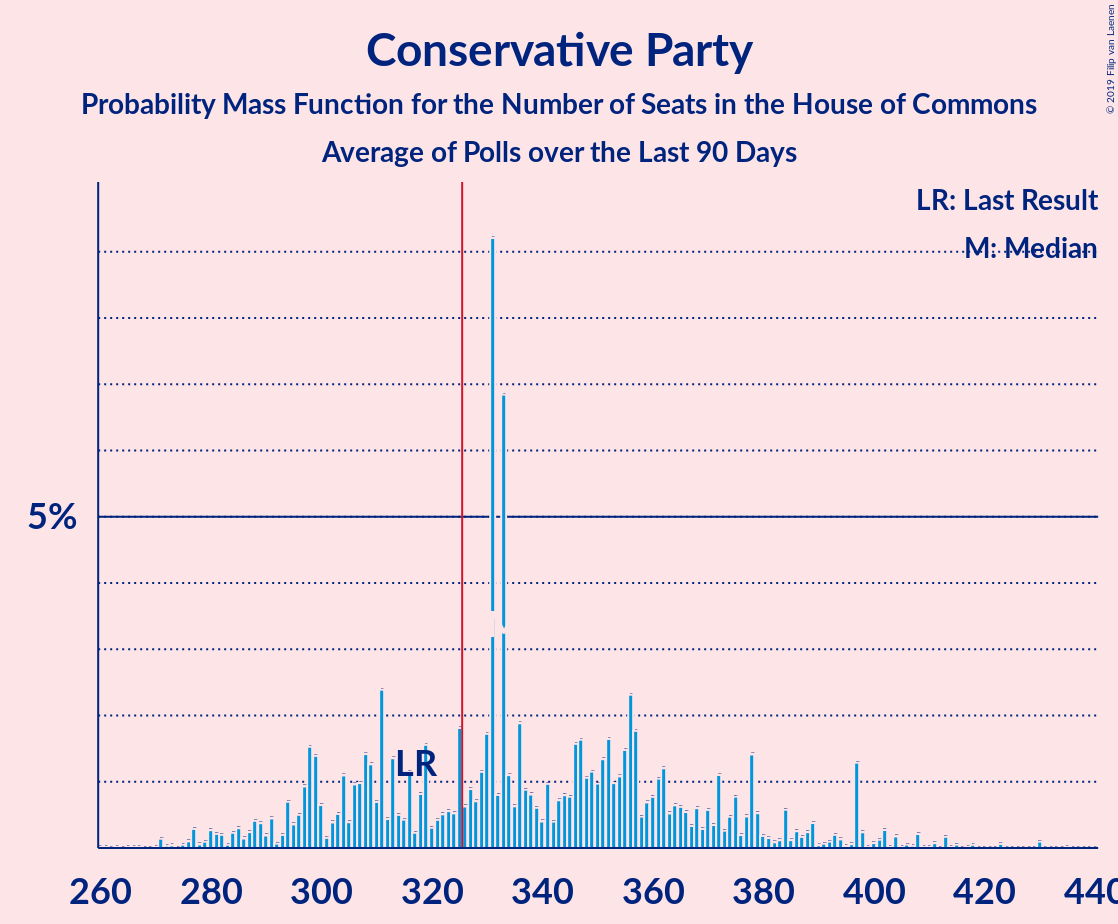 © 2019 Filip van Laenen
Conservative Party
Probability Mass Function for the Number of Seats in the House of Commons
Average of Polls over the Last 90 Days
LR: Last Result
M: Median
5%
LR
260 280 300 320 340 360 380 400 420 440